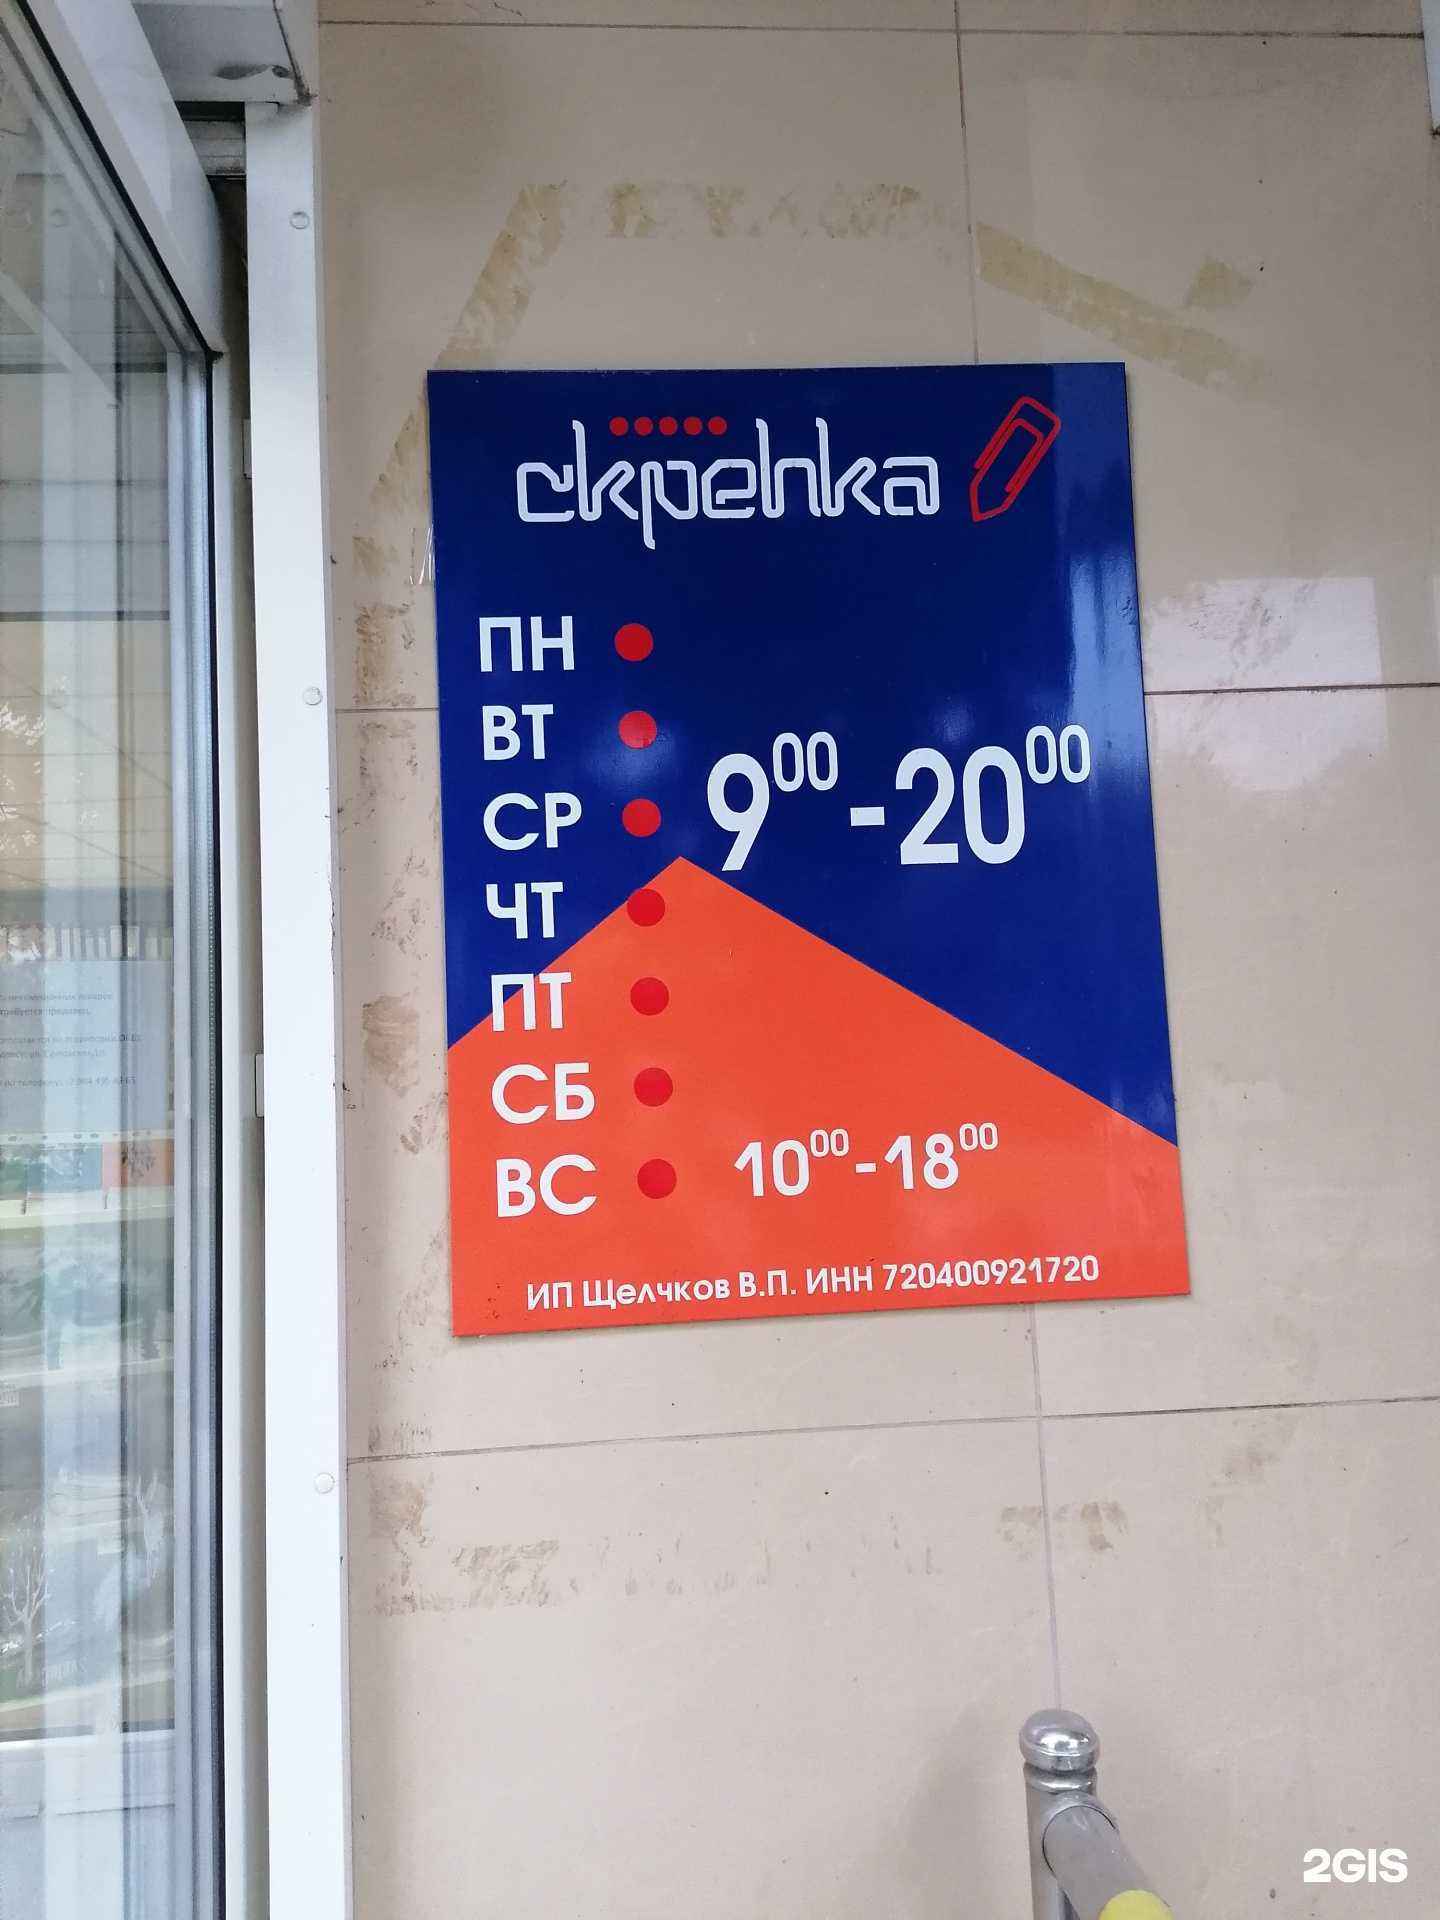 скрепка
ПН
ВТ
СР
ЧТ
ПТ
СБ
ВС
9⁰⁰-20⁰⁰
10⁰⁰-18⁰⁰
ИП Щелчков В.П. ИНН 720400921720
2GIS